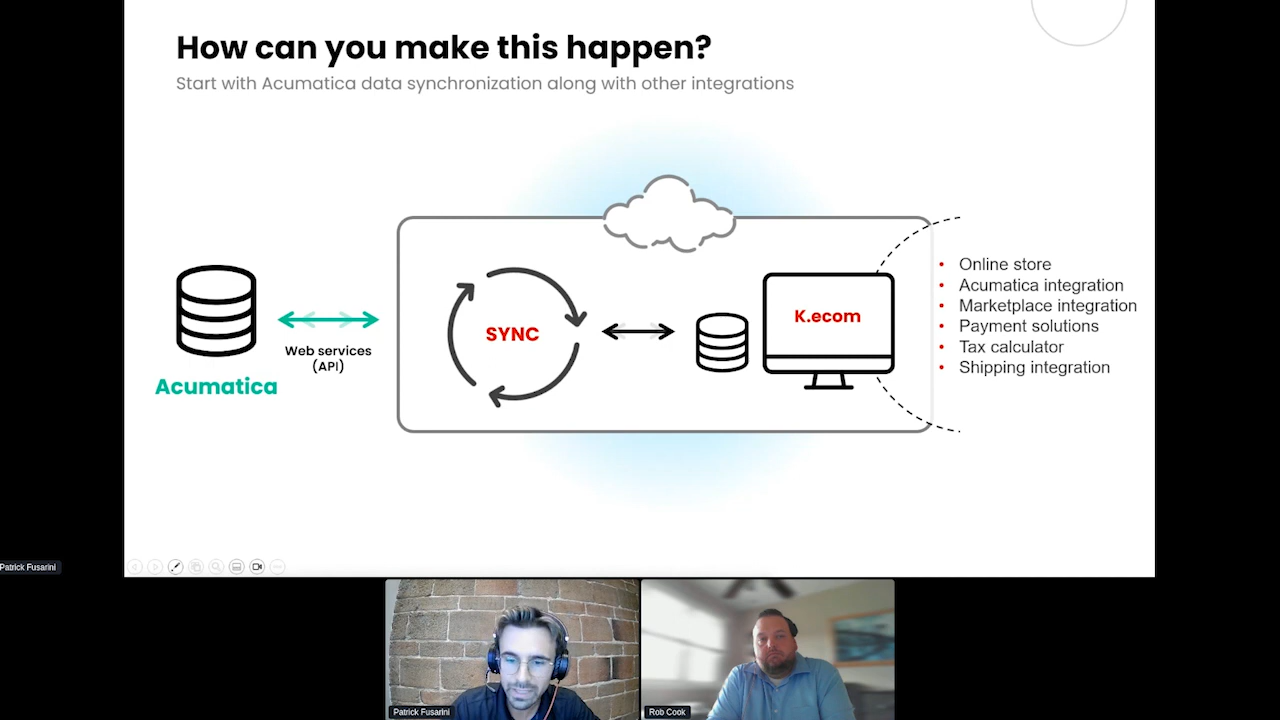 How can you make this happen?
Start with Acumatica data synchronization along with other integrations
Acumatica
Web services
(API)
SYNC
K.ecom
• Online store
• Acumatica integration
• Marketplace integration
• Payment solutions
• Tax calculator
• Shipping integration
Patrick Fusarini
Patrick Fusarini
Rob Cook